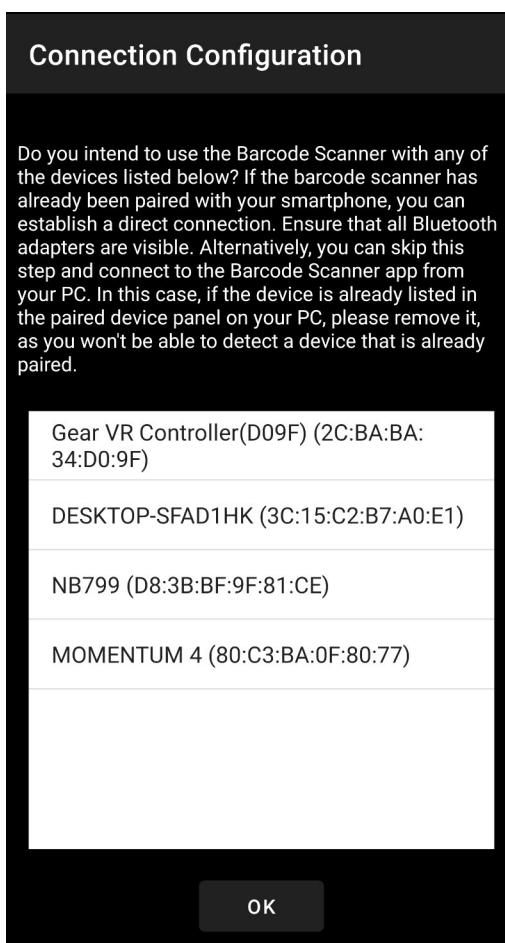 Connection Configuration
Do you intend to use the Barcode Scanner with any of
the devices listed below? If the barcode scanner has
already been paired with your smartphone, you can
establish a direct connection. Ensure that all Bluetooth
adapters are visible. Alternatively, you can skip this
step and connect to the Barcode Scanner app from
your PC. In this case, if the device is already listed in
the paired device panel on your PC, please remove it,
as you won't be able to detect a device that is already
paired.
Gear VR Controller(D09F) (2C:BA:BA:
34:D0:9F)
DESKTOP-SFAD1HK (3C:15:C2:B7:A0:E1)
NB799 (D8:3B:BF:9F:81:CE)
MOMENTUM 4 (80:C3:BA:0F:80:77)
OK